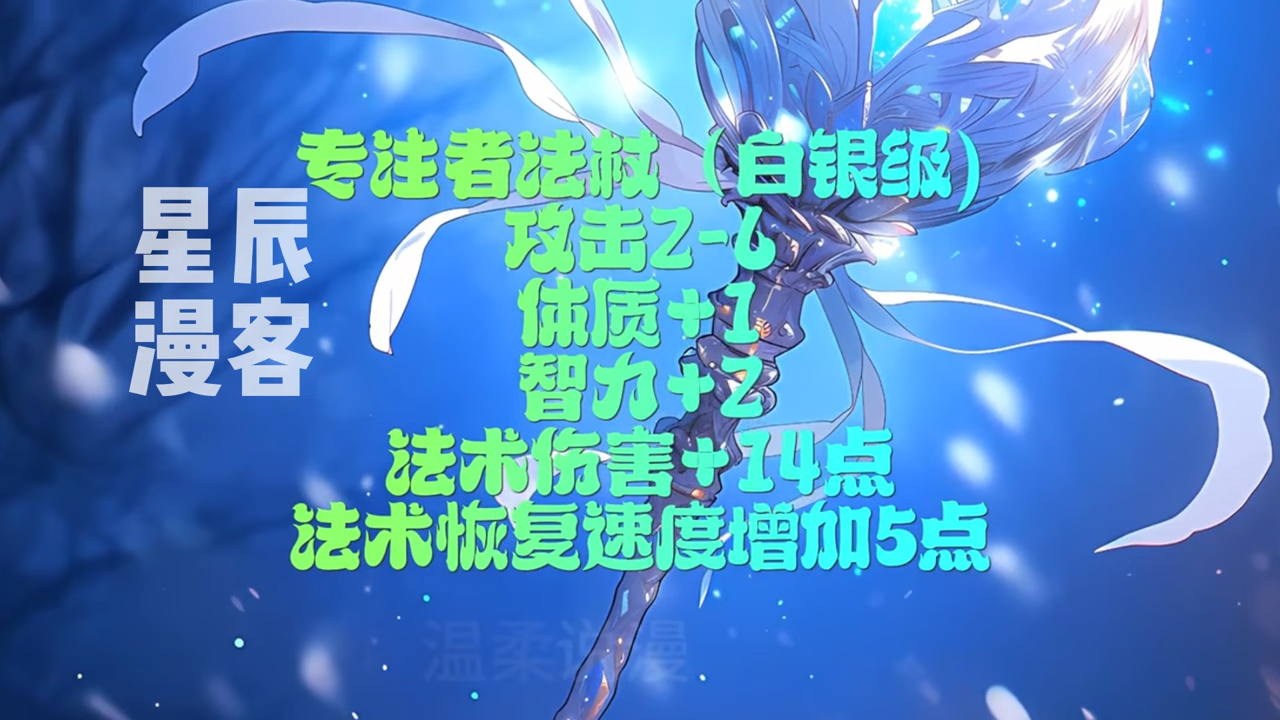 专注者法杖（白银级）
星辰
漫客
攻击2-6
体质+1
智力+2
法术伤害+14点
法术恢复速度增加5点
温柔说漫